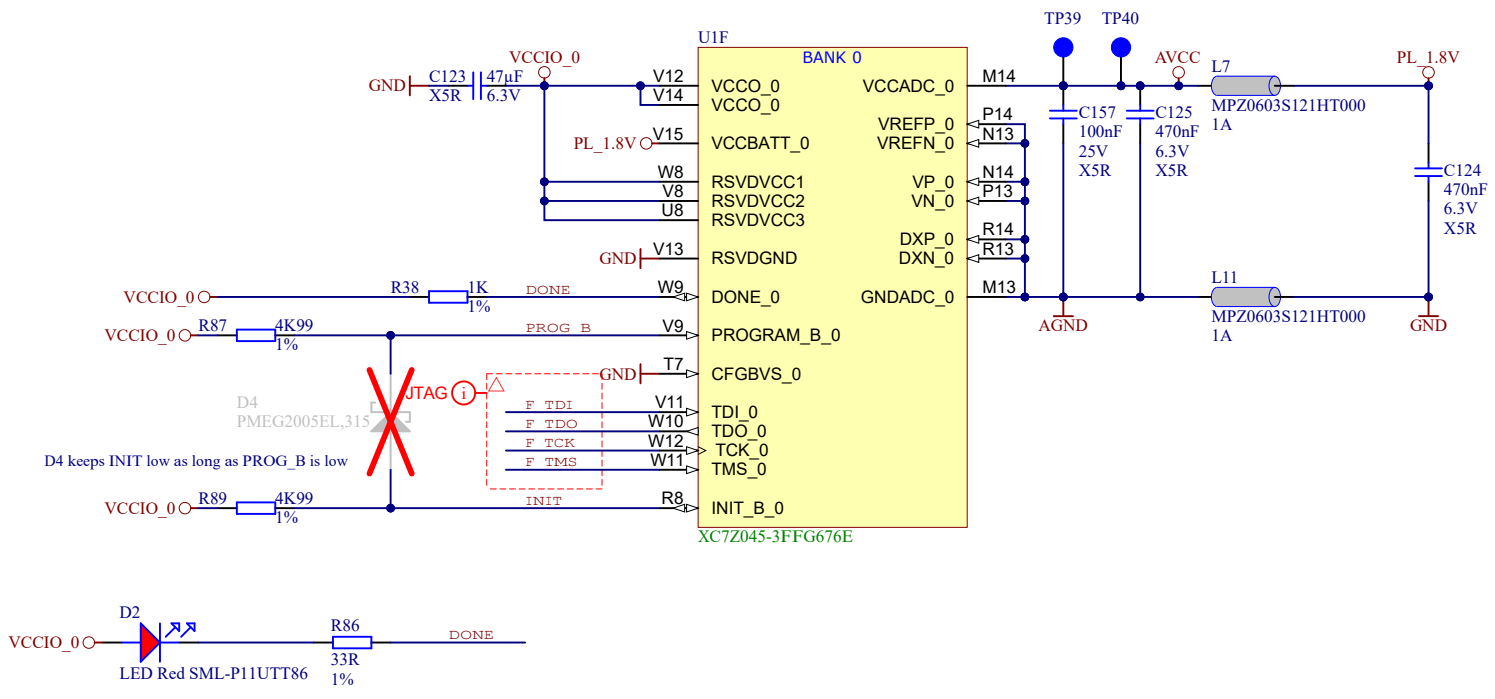 TP39
TP40
U1F
BANK 0
VCCIO_0
AVCC
L7
PL_1.8V
GND
C123
47µF
X5R
6.3V
V12
VCCO_0
VCCADC_0
M14
V14
VCCO_0
MPZ0603S121HT000
1A
C157
100nF
25V
X5R
C125
470nF
6.3V
X5R
VREFP_0
P14
PL_1.8V
V15
VCCBATT_0
VREFN_0
N13
C124
470nF
6.3V
X5R
W8
RSVDVCC1
VP_0
N14
V8
RSVDVCC2
VN_0
P13
U8
RSVDVCC3
DXP_0
R14
GND
V13
RSVDGND
DXN_0
R13
L11
VCCIO_0
R38
1K
1%
DONE
W9
DONE_0
GNDADC_0
M13
MPZ0603S121HT000
1A
AGND
GND
VCCIO_0
R87
4K99
1%
PROG_B
V9
PROGRAM_B_0
GND
T7
CFGBVS_0
JTAG
i
D4
PMEG2005EL,315
F_TDI
V11
TDI_0
F_TDO
W10
TDO_0
F_TCK
W12
TCK_0
F_TMS
W11
TMS_0
D4 keeps INIT low as long as PROG_B is low
VCCIO_0
R89
4K99
1%
INIT
R8
INIT_B_0
XC7Z045-3FFG676E
D2
VCCIO_0
R86
33R
1%
DONE
LED Red SML-P11UTT86